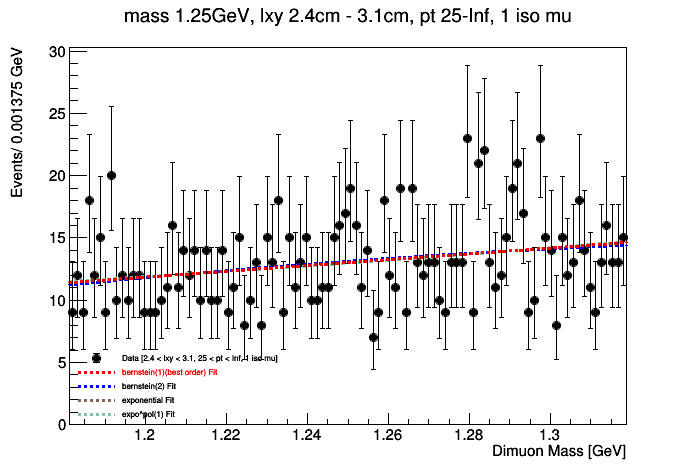 mass 1.25GeV, lxy 2.4cm - 3.1cm, pt 25-Inf, 1 iso mu
Events/ 0.001375 GeV
30
25
20
15
10
5
0
Data [2.4 < lxy < 3.1, 25 < pt < Inf, 1 iso mu]
bernstein(1)(best order) Fit
bernstein(2) Fit
exponential Fit
expo*pol(1) Fit
1.2 1.22 1.24 1.26 1.28 1.3
Dimuon Mass [GeV]